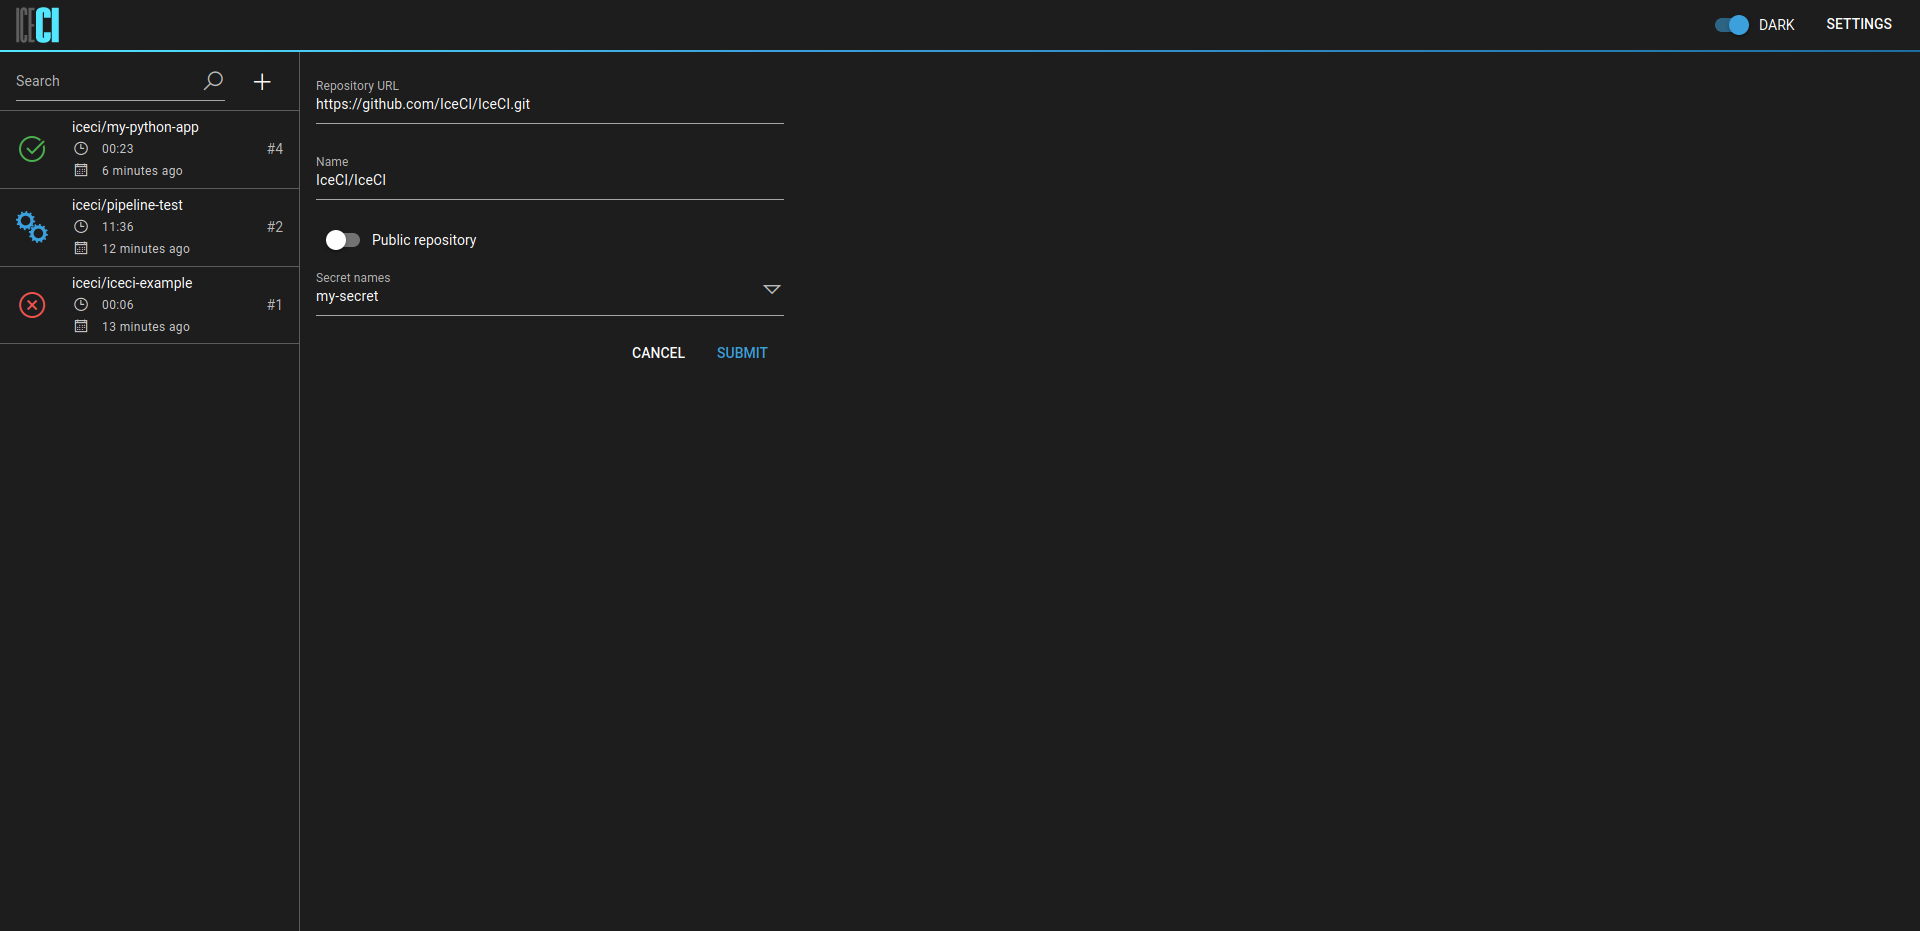 ICECI
DARK
SETTINGS
Search
iceci/my-python-app
00:23
#4
6 minutes ago
iceci/pipeline-test
11:36
#2
12 minutes ago
iceci/iceci-example
00:06
#1
13 minutes ago
Repository URL
https://github.com/IceCI/IceCI.git
Name
IceCI/IceCI
Public repository
Secret names
my-secret
CANCEL
SUBMIT